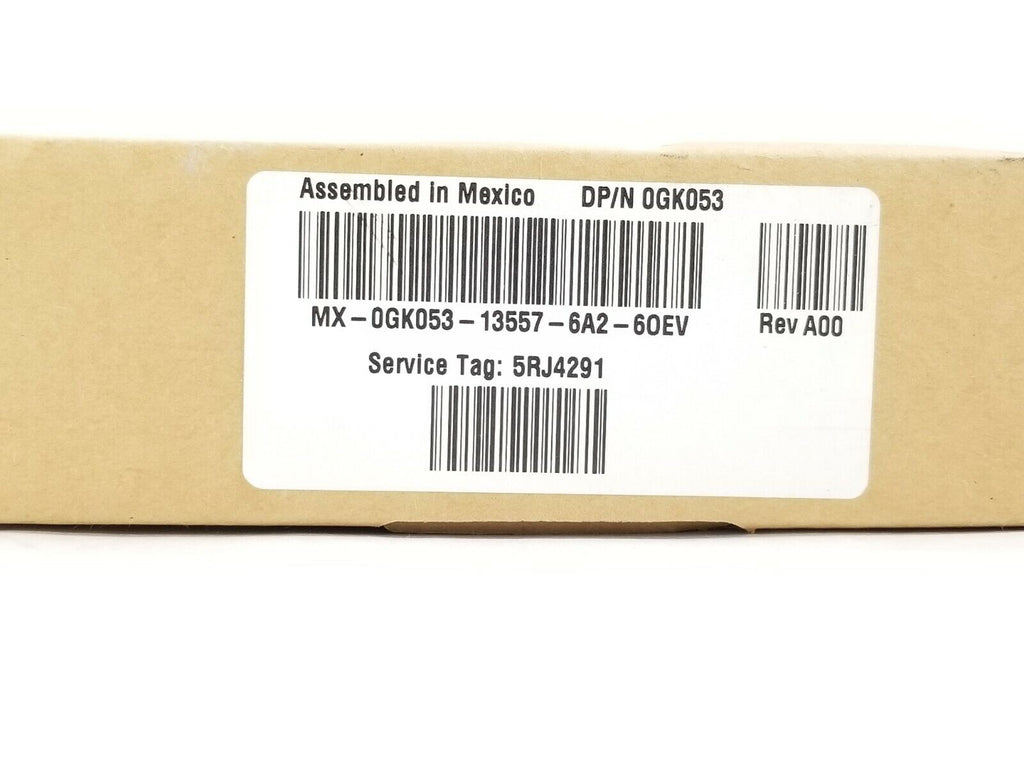 Assembled in Mexico DP/N 0GK053
MX-0GK053-13557-6A2-60EV
Rev A00
Service Tag: 5RJ4291